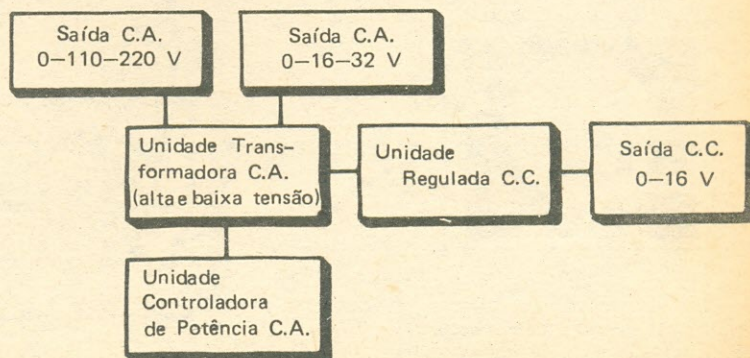 Saída C.A.
0–110–220 V
Saída C.A.
0–16–32 V
Unidade Trans–
formadora C.A.
(alta e baixa tensão)
Unidade
Regulada C.C.
Saída C.C.
0–16 V
Unidade
Controladora
de Potência C.A.